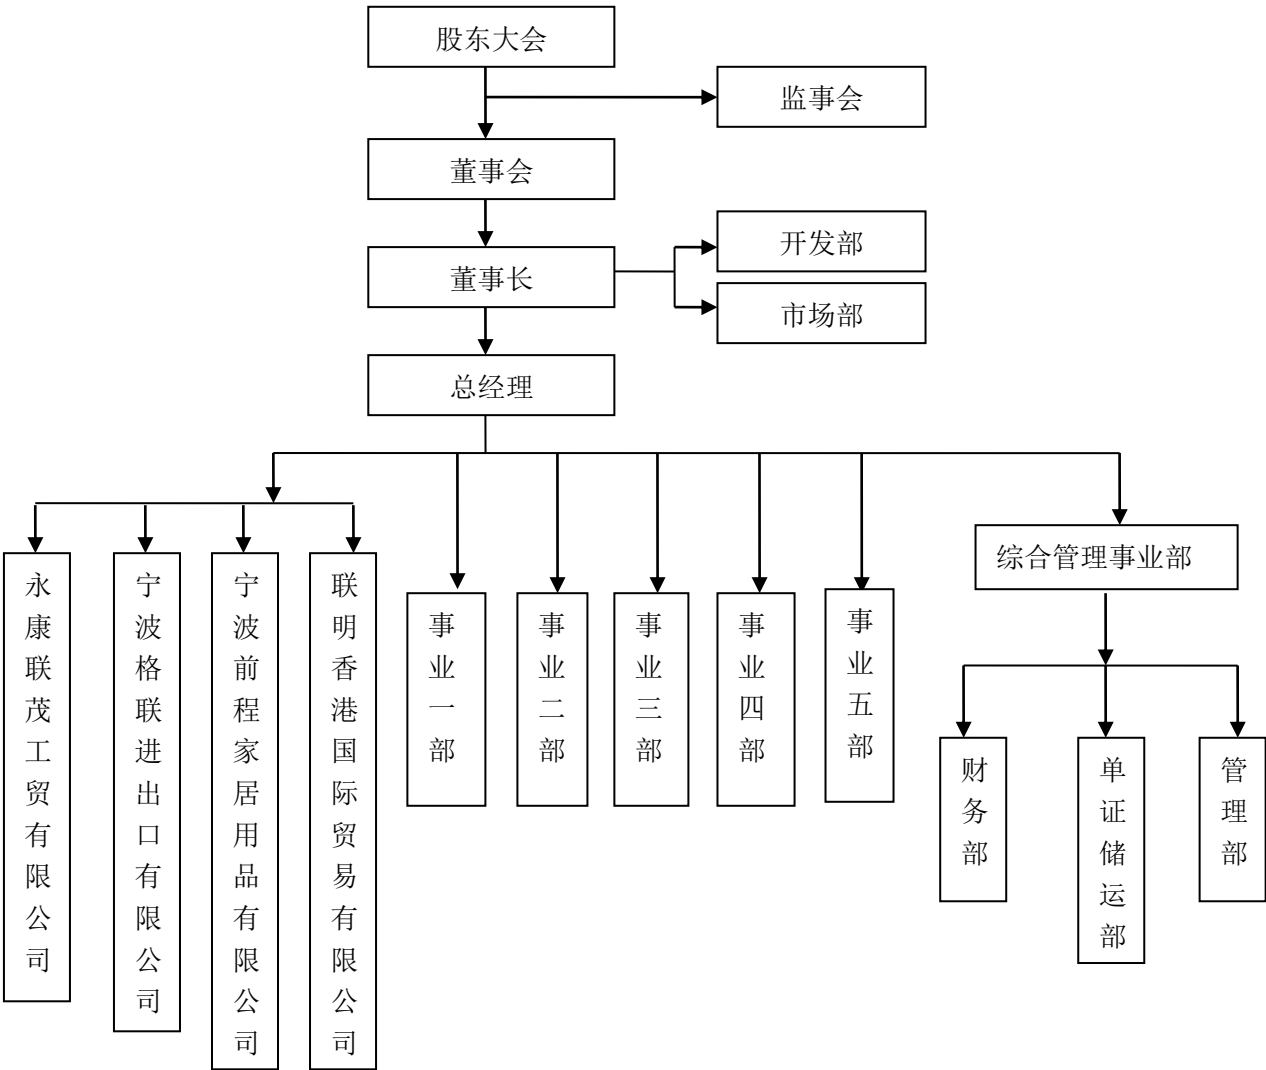 股东大会
监事会
董事会
开发部
董事长
市场部
总经理
综合管理事业部
永康联茂工贸有限公司
宁波格联进出口有限公司
宁波前程家居用品有限公司
联明香港国际贸易有限公司
事业一部
事业二部
事业三部
事业四部
事业五部
财务部
单证储运部
管理部